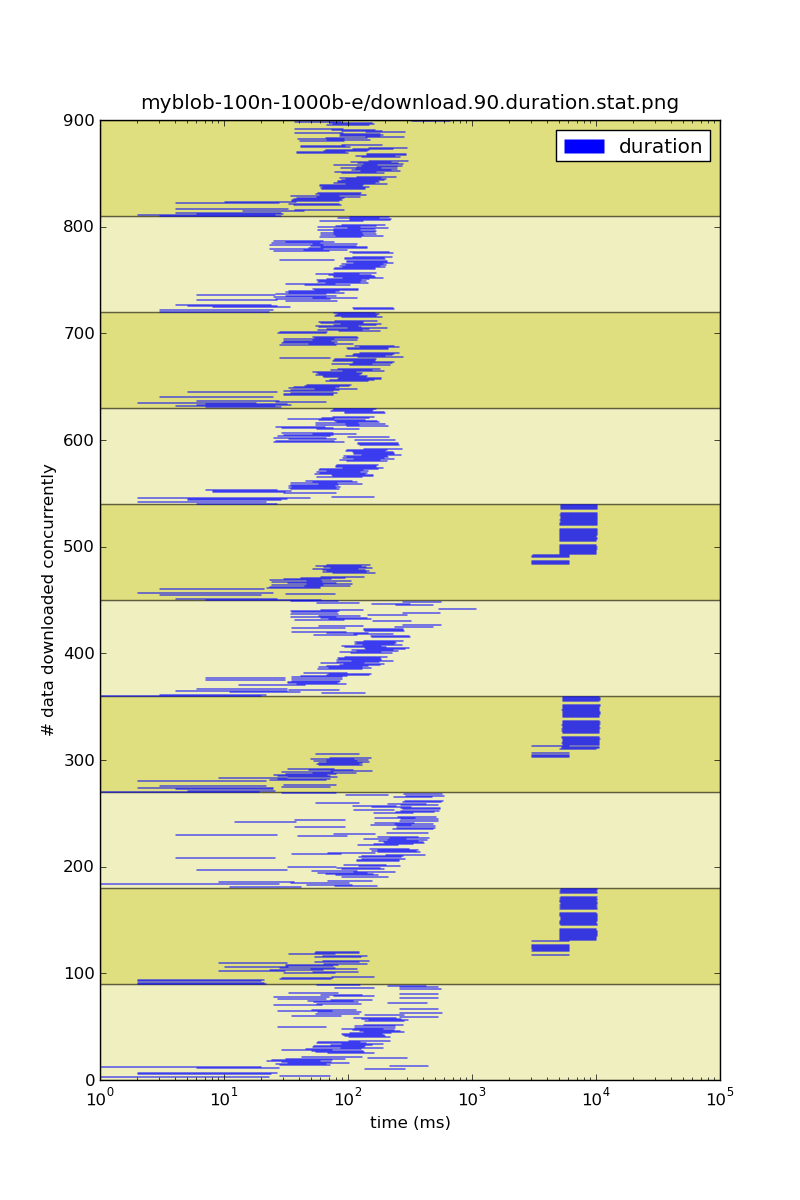 myblob-100n-1000b-e/download.90.duration.stat.png
duration
900
800
700
600
500
400
300
200
100
0
# data downloaded concurrently
10^0 10^1 10^2 10^3 10^4 10^5
time (ms)